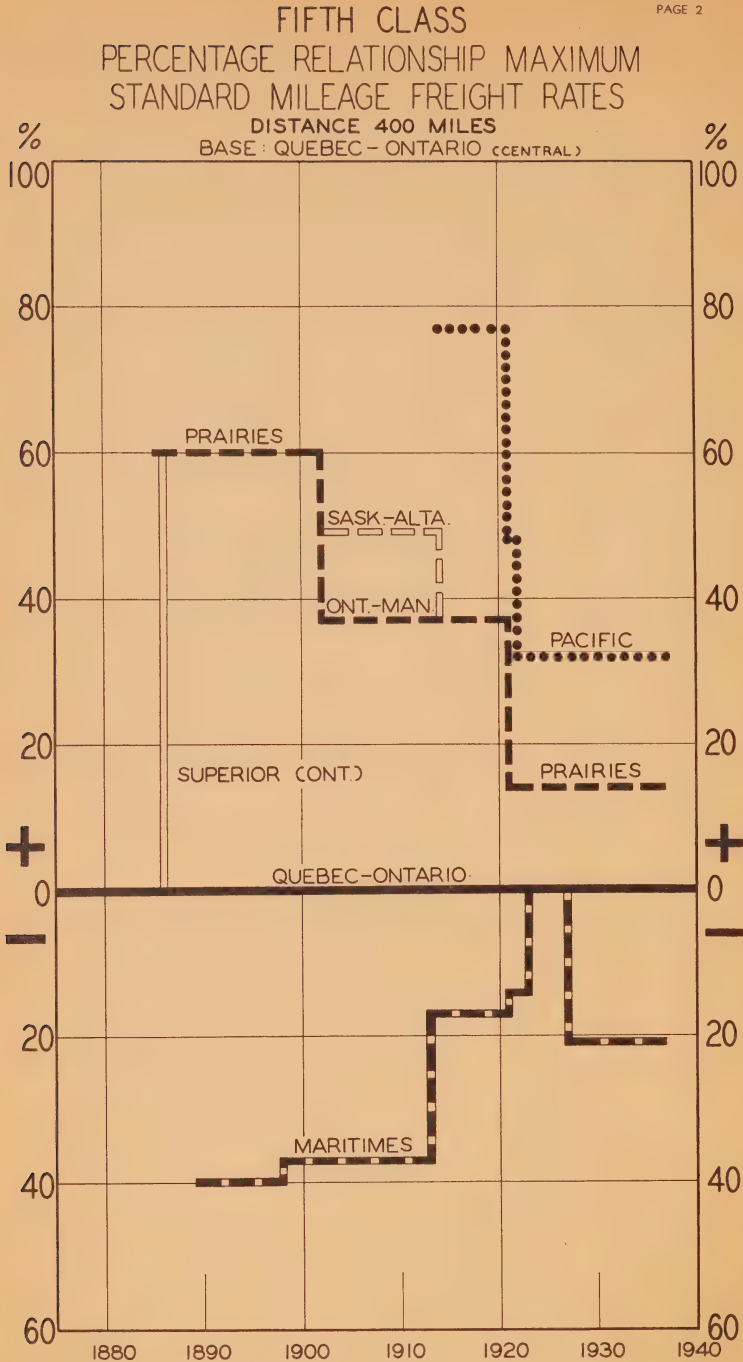 PAGE 2
FIFTH CLASS
PERCENTAGE RELATIONSHIP MAXIMUM
STANDARD MILEAGE FREIGHT RATES
DISTANCE 400 MILES
BASE: QUEBEC-ONTARIO (CENTRAL)
% %
100 100
80 80
PRAIRIES
60 60
SASK.-ALTA.
ONT.-MAN.
40 40
PACIFIC
20 20
SUPERIOR (ONT.) PRAIRIES
+ +
QUEBEC-ONTARIO
0 0
- -
20 20
MARITIMES
40 40
60 60
1880 1890 1900 1910 1920 1930 1940